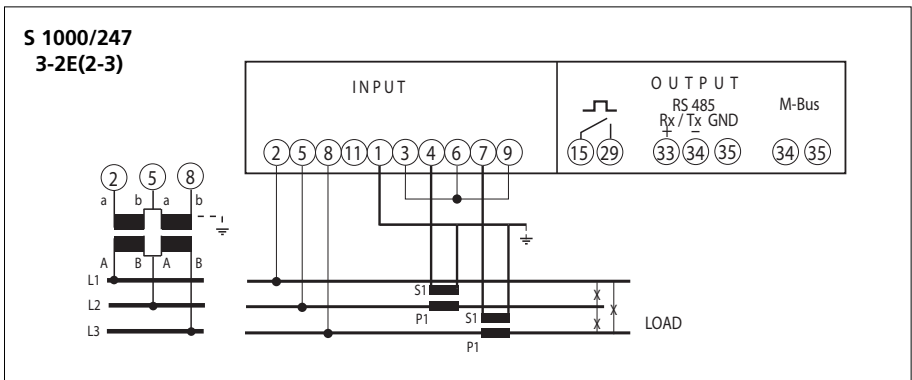 S 1000/247
3-2E(2-3)
INPUT
OUTPUT
RS 485
Rx / Tx GND
+ –
M-Bus
2 5 8 11 1 3 4 6 7 9
15 29
33 34 35
34 35
2 5 8
a b a b
A B A B
L1
L2
L3
S1
P1
S1
P1
LOAD